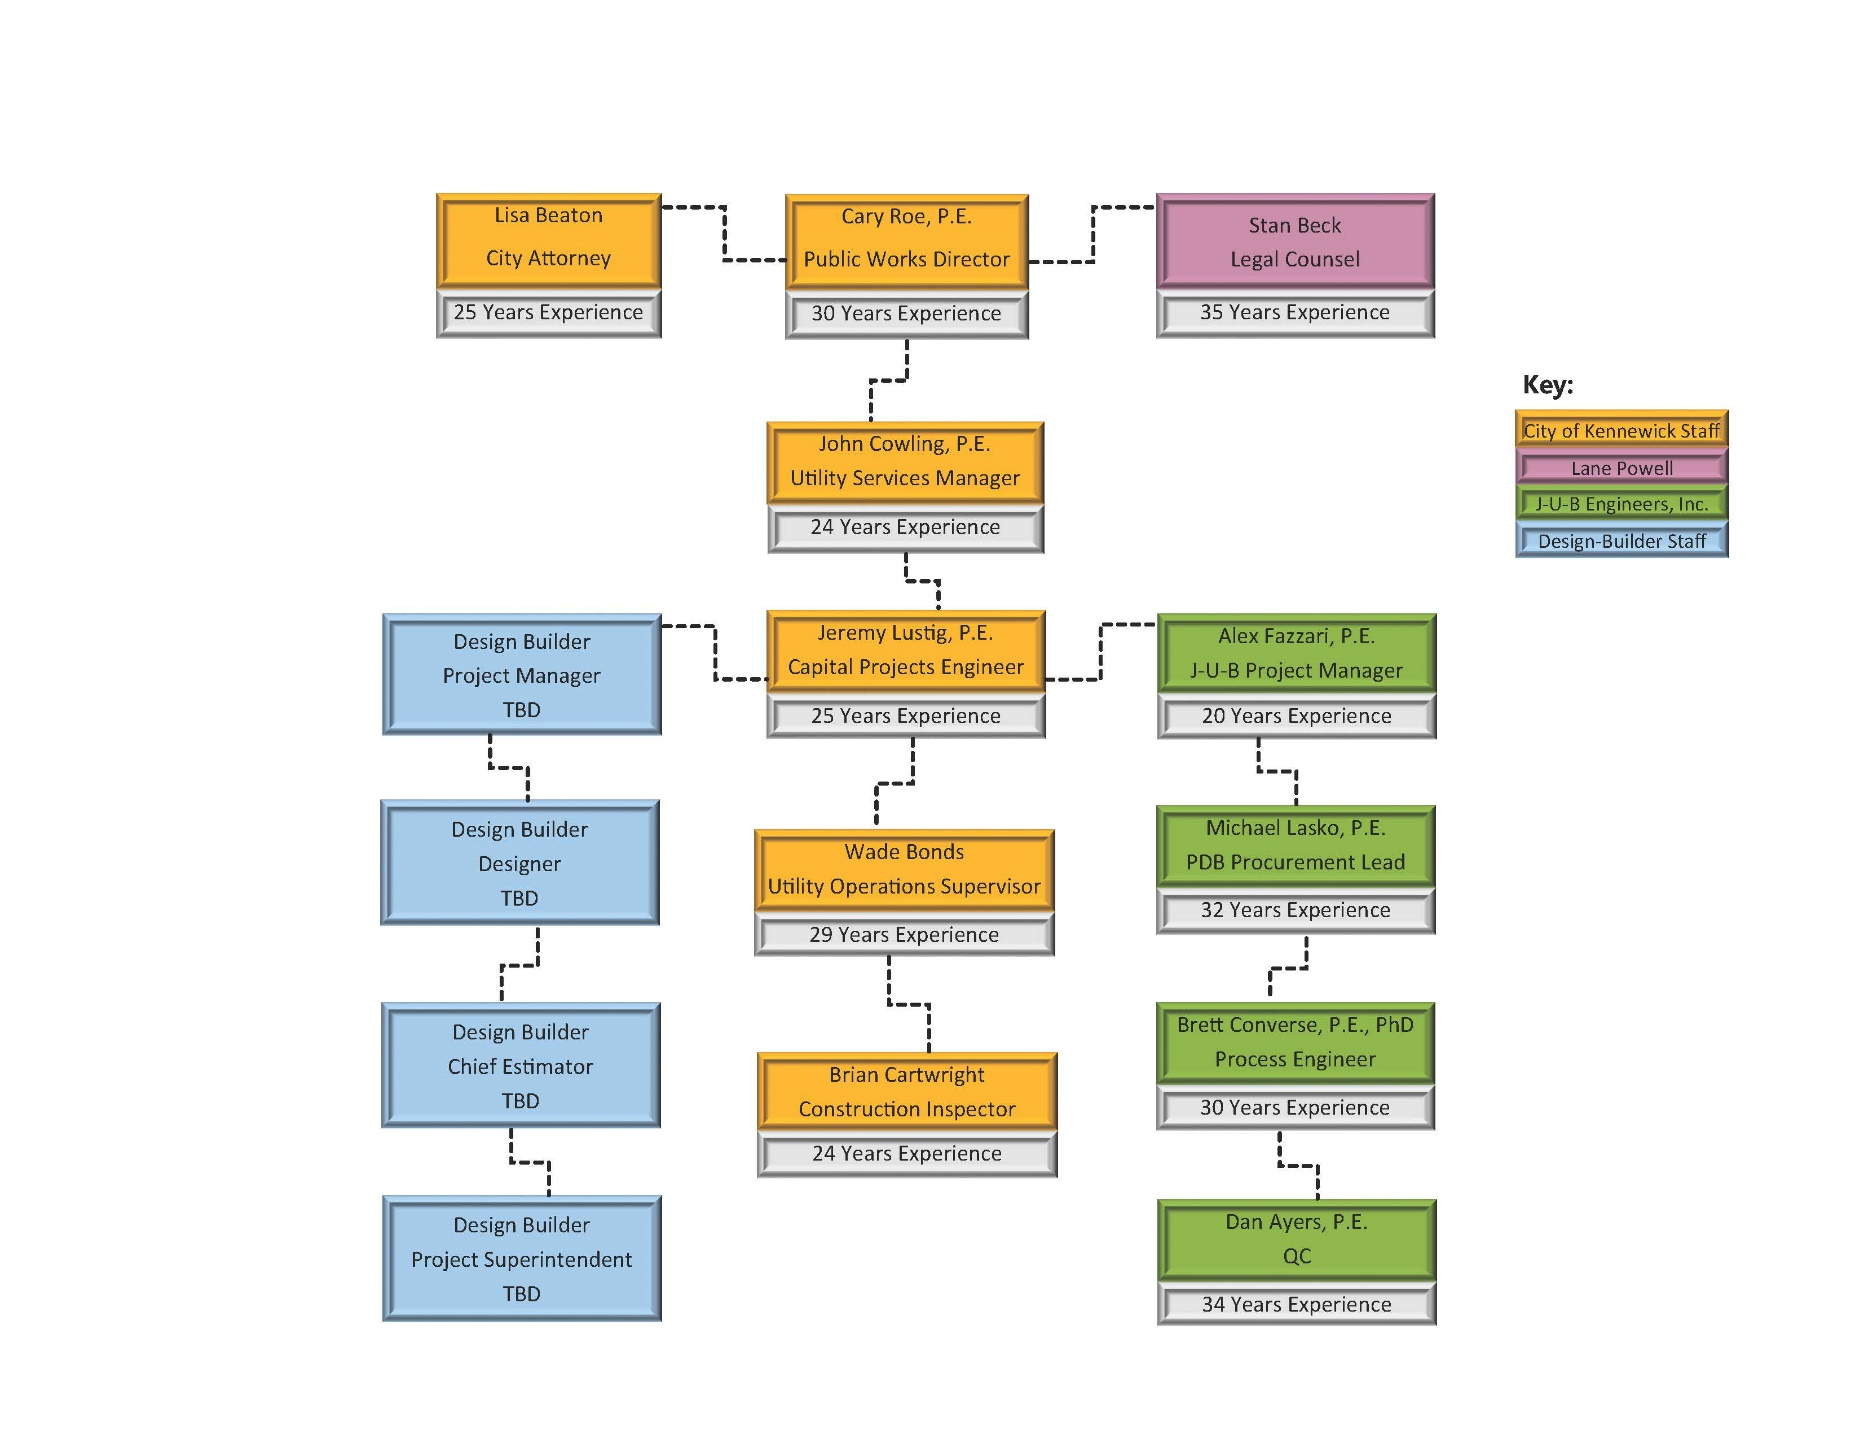 Lisa Beaton
City Attorney
25 Years Experience
Cary Roe, P.E.
Public Works Director
30 Years Experience
Stan Beck
Legal Counsel
35 Years Experience
Key:
City of Kennewick Staff
Lane Powell
J-U-B Engineers, Inc.
Design-Builder Staff
John Cowling, P.E.
Utility Services Manager
24 Years Experience
Design Builder
Project Manager
TBD
Jeremy Lustig, P.E.
Capital Projects Engineer
25 Years Experience
Alex Fazzari, P.E.
J-U-B Project Manager
20 Years Experience
Design Builder
Designer
TBD
Wade Bonds
Utility Operations Supervisor
29 Years Experience
Michael Lasko, P.E.
PDB Procurement Lead
32 Years Experience
Design Builder
Chief Estimator
TBD
Brian Cartwright
Construction Inspector
24 Years Experience
Brett Converse, P.E., PhD
Process Engineer
30 Years Experience
Design Builder
Project Superintendent
TBD
Dan Ayers, P.E.
QC
34 Years Experience